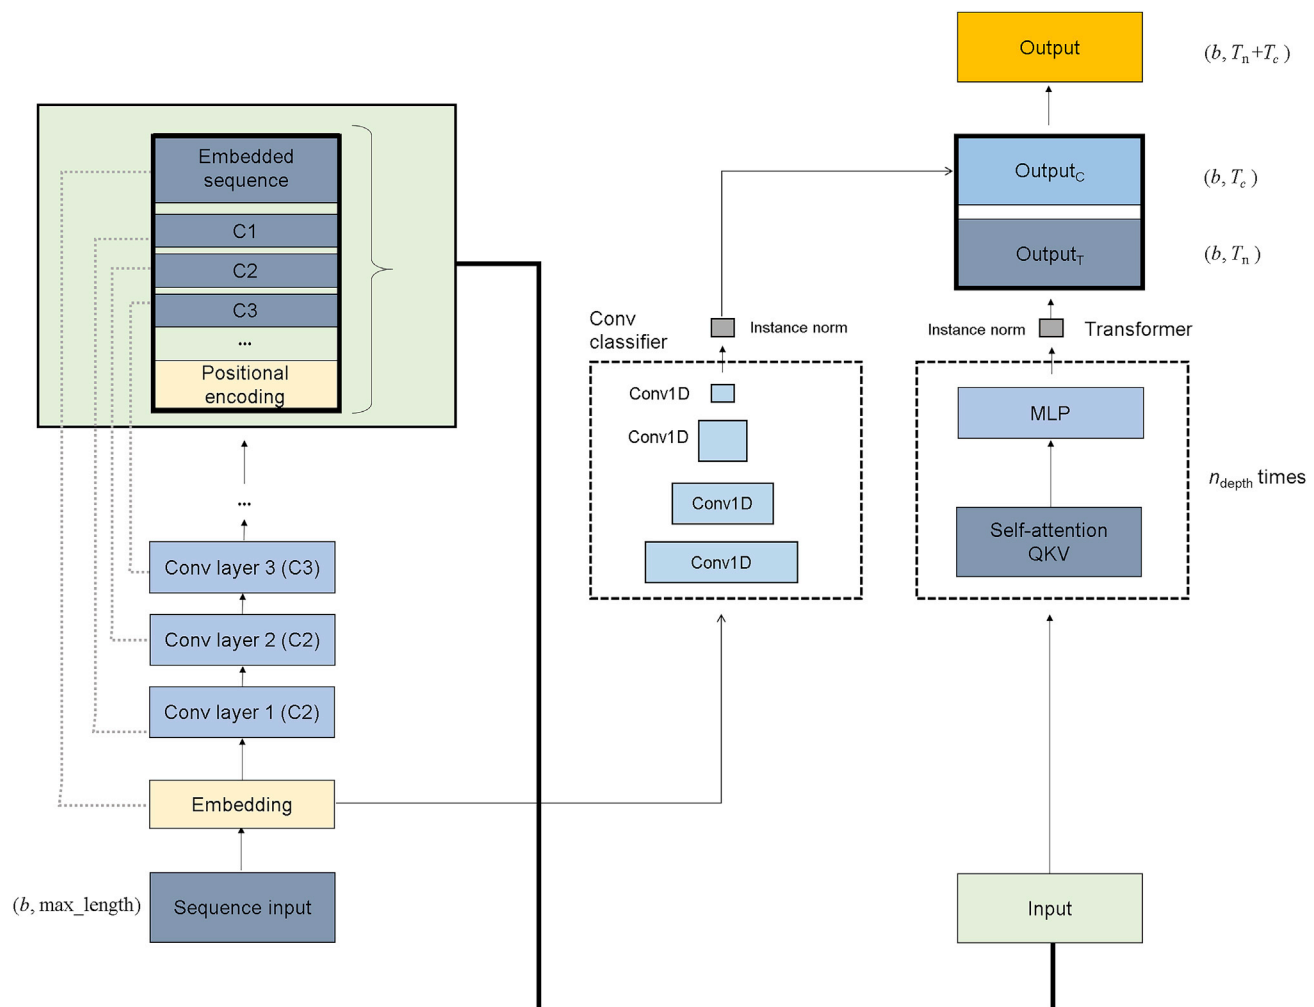 Output
(b, Tn+Tc )
Embedded
sequence
C1
C2
C3
...
Positional
encoding
OutputC
(b, Tc )
OutputT
(b, Tn )
Conv
classifier
Instance norm
Instance norm
Transformer
Conv1D
Conv1D
Conv1D
Conv1D
MLP
Self-attention
QKV
ndepth times
...
Conv layer 3 (C3)
Conv layer 2 (C2)
Conv layer 1 (C2)
Embedding
(b, max_length)
Sequence input
Input